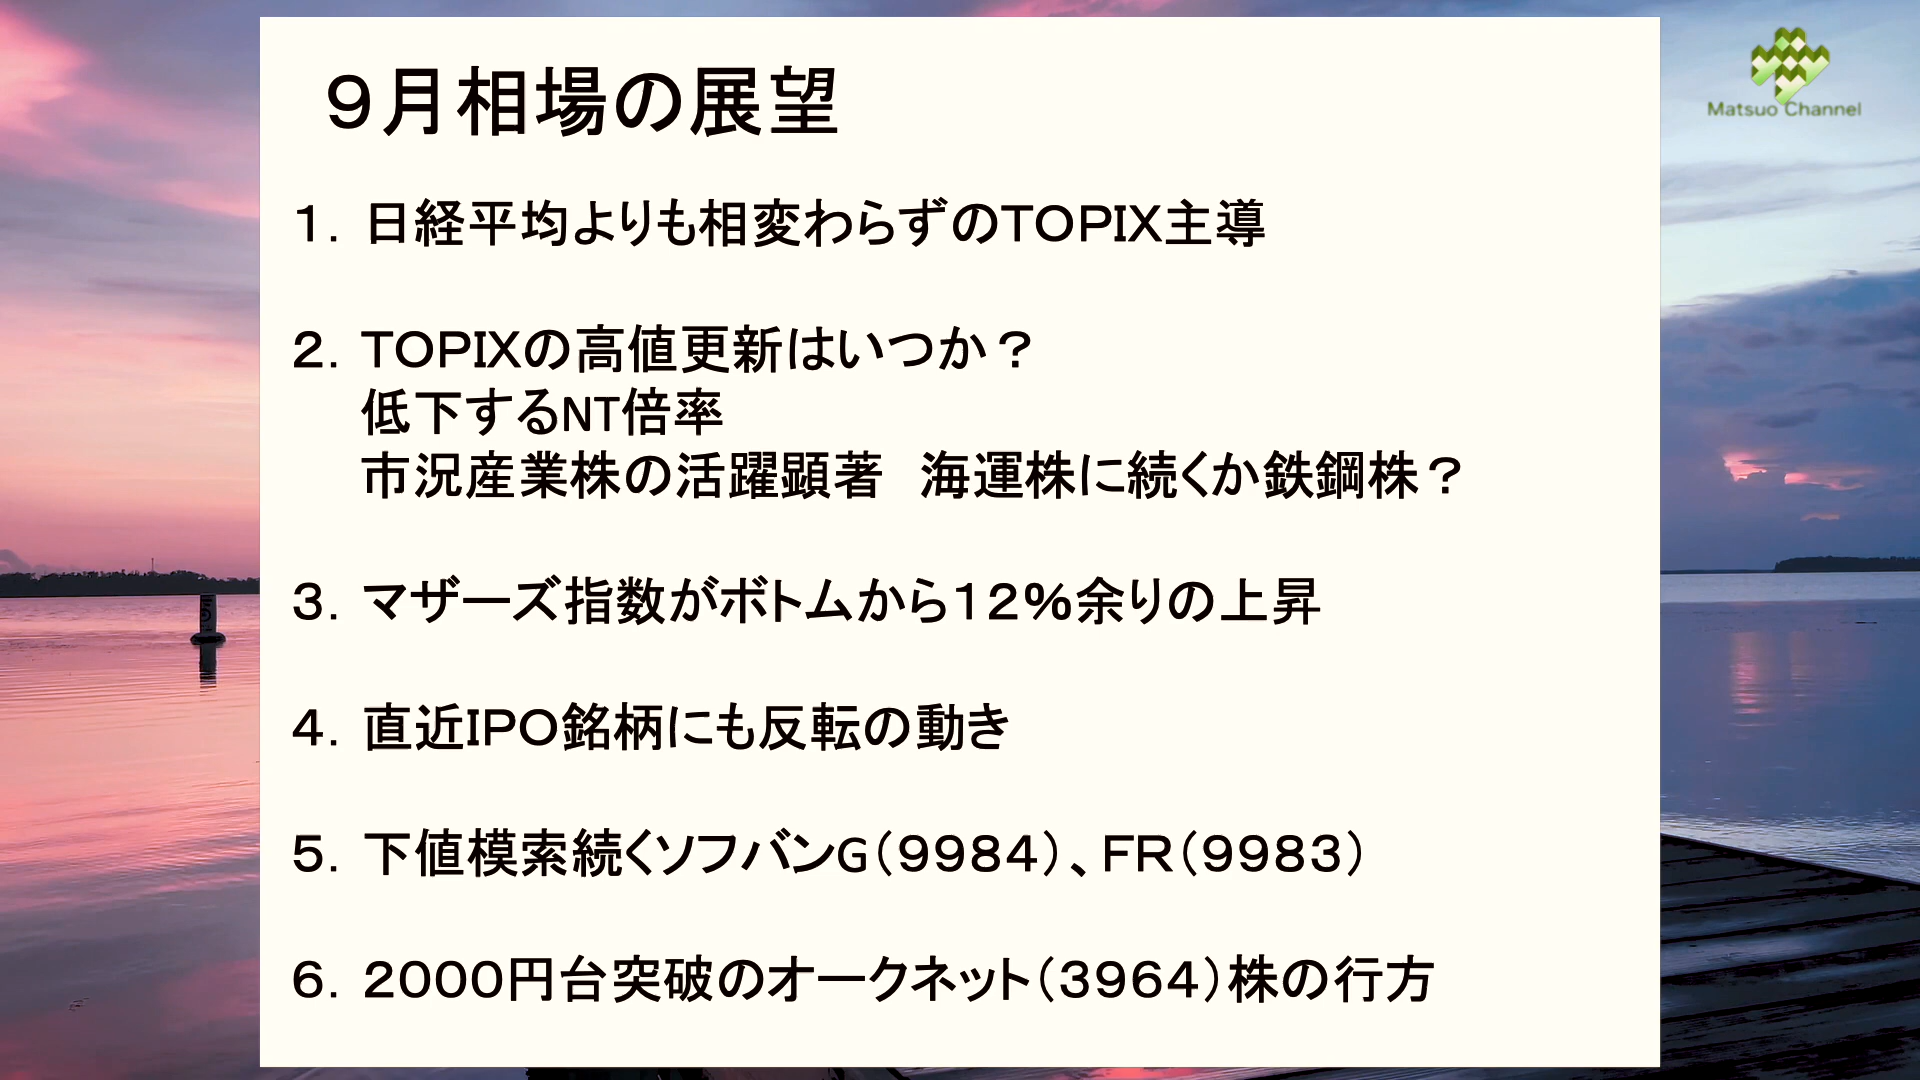 ９月相場の展望
Matsuo Channel
１．日経平均よりも相変わらずのTOPIX主導
２．TOPIXの高値更新はいつか？
低下するNT倍率
市況産業株の活躍顕著　海運株に続くか鉄鋼株？
３．マザーズ指数がボトムから１２％余りの上昇
４．直近IPO銘柄にも反転の動き
５．下値模索続くソフバンG（９９８４）、FR（９９８３）
６．２０００円台突破のオークネット（３９６４）株の行方